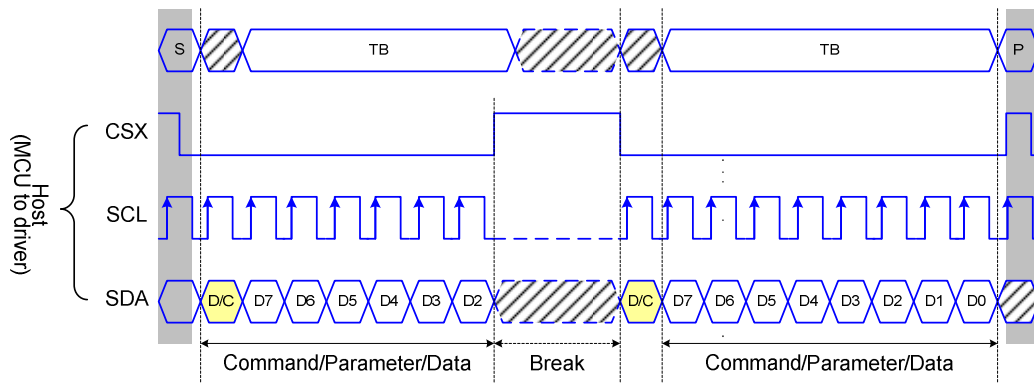 S TB TB P
CSX
SCL
SDA D/C D7 D6 D5 D4 D3 D2 D/C D7 D6 D5 D4 D3 D2 D1 D0
Host
(MCU to driver)
Command/Parameter/Data Break Command/Parameter/Data